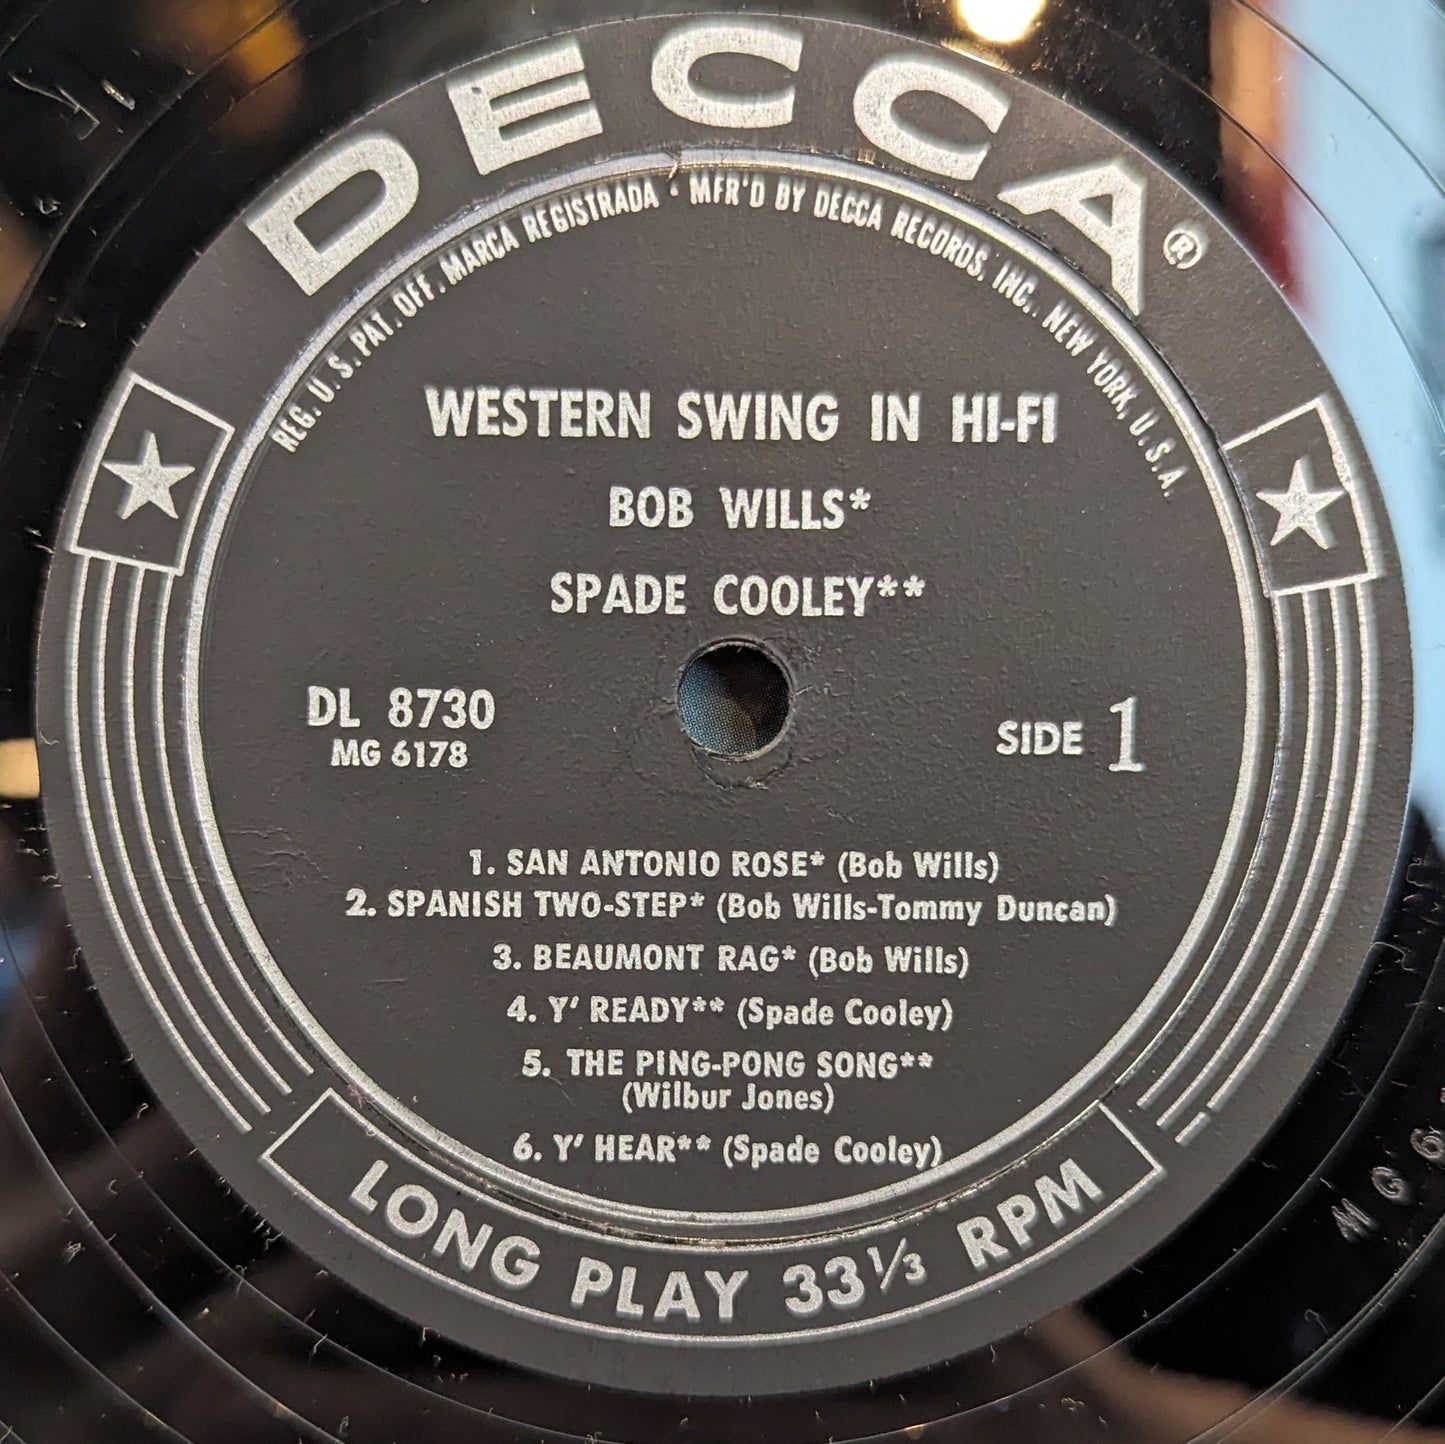 DECCA®
REG. U.S. PAT. OFF. MARCA REGISTRADA • MFR'D BY DECCA RECORDS, INC., NEW YORK, U.S.A.
WESTERN SWING IN HI-FI
BOB WILLS*
SPADE COOLEY**
DL 8730
MG 6178
SIDE 1
1. SAN ANTONIO ROSE* (Bob Wills)
2. SPANISH TWO-STEP* (Bob Wills-Tommy Duncan)
3. BEAUMONT RAG* (Bob Wills)
4. Y' READY** (Spade Cooley)
5. THE PING-PONG SONG**
(Wilbur Jones)
6. Y' HEAR** (Spade Cooley)
LONG PLAY 33 1/3 RPM
MG